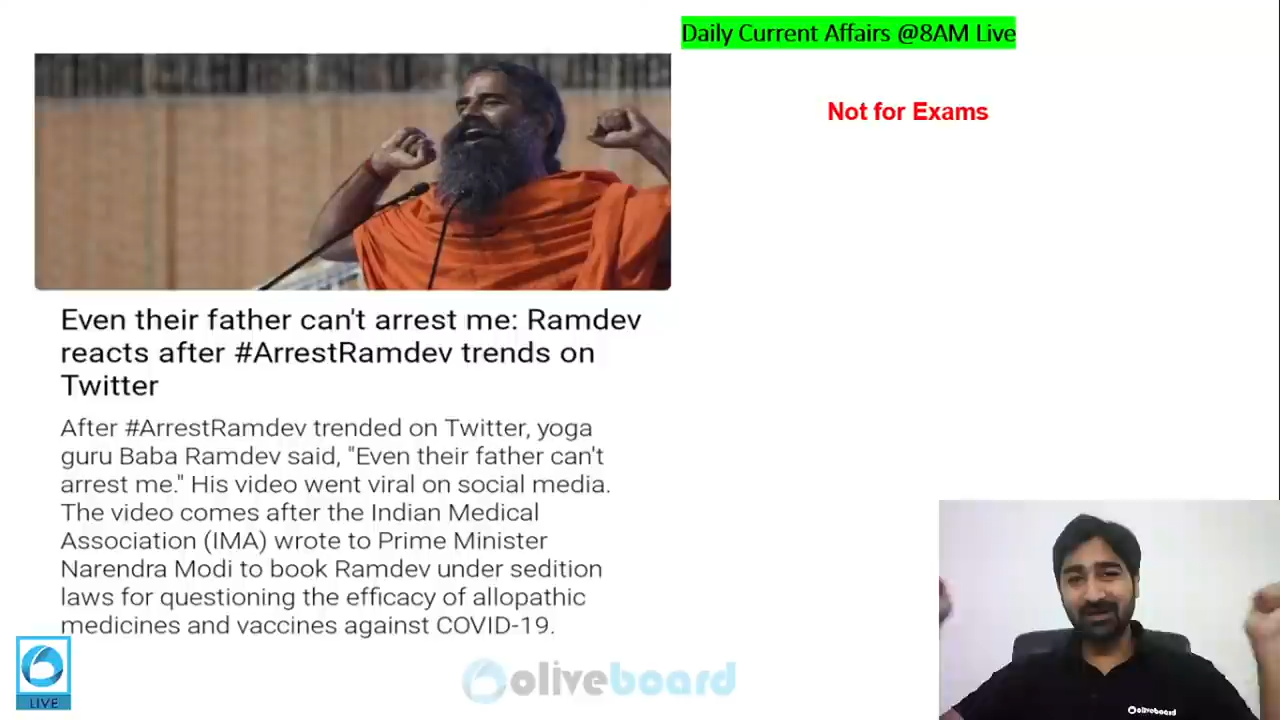 Daily Current Affairs @8AM Live
Not for Exams
Even their father can't arrest me: Ramdev
reacts after #ArrestRamdev trends on
Twitter
After #ArrestRamdev trended on Twitter, yoga
guru Baba Ramdev said, "Even their father can't
arrest me." His video went viral on social media.
The video comes after the Indian Medical
Association (IMA) wrote to Prime Minister
Narendra Modi to book Ramdev under sedition
laws for questioning the efficacy of allopathic
medicines and vaccines against COVID-19.
LIVE
oliveboard
oliveboard